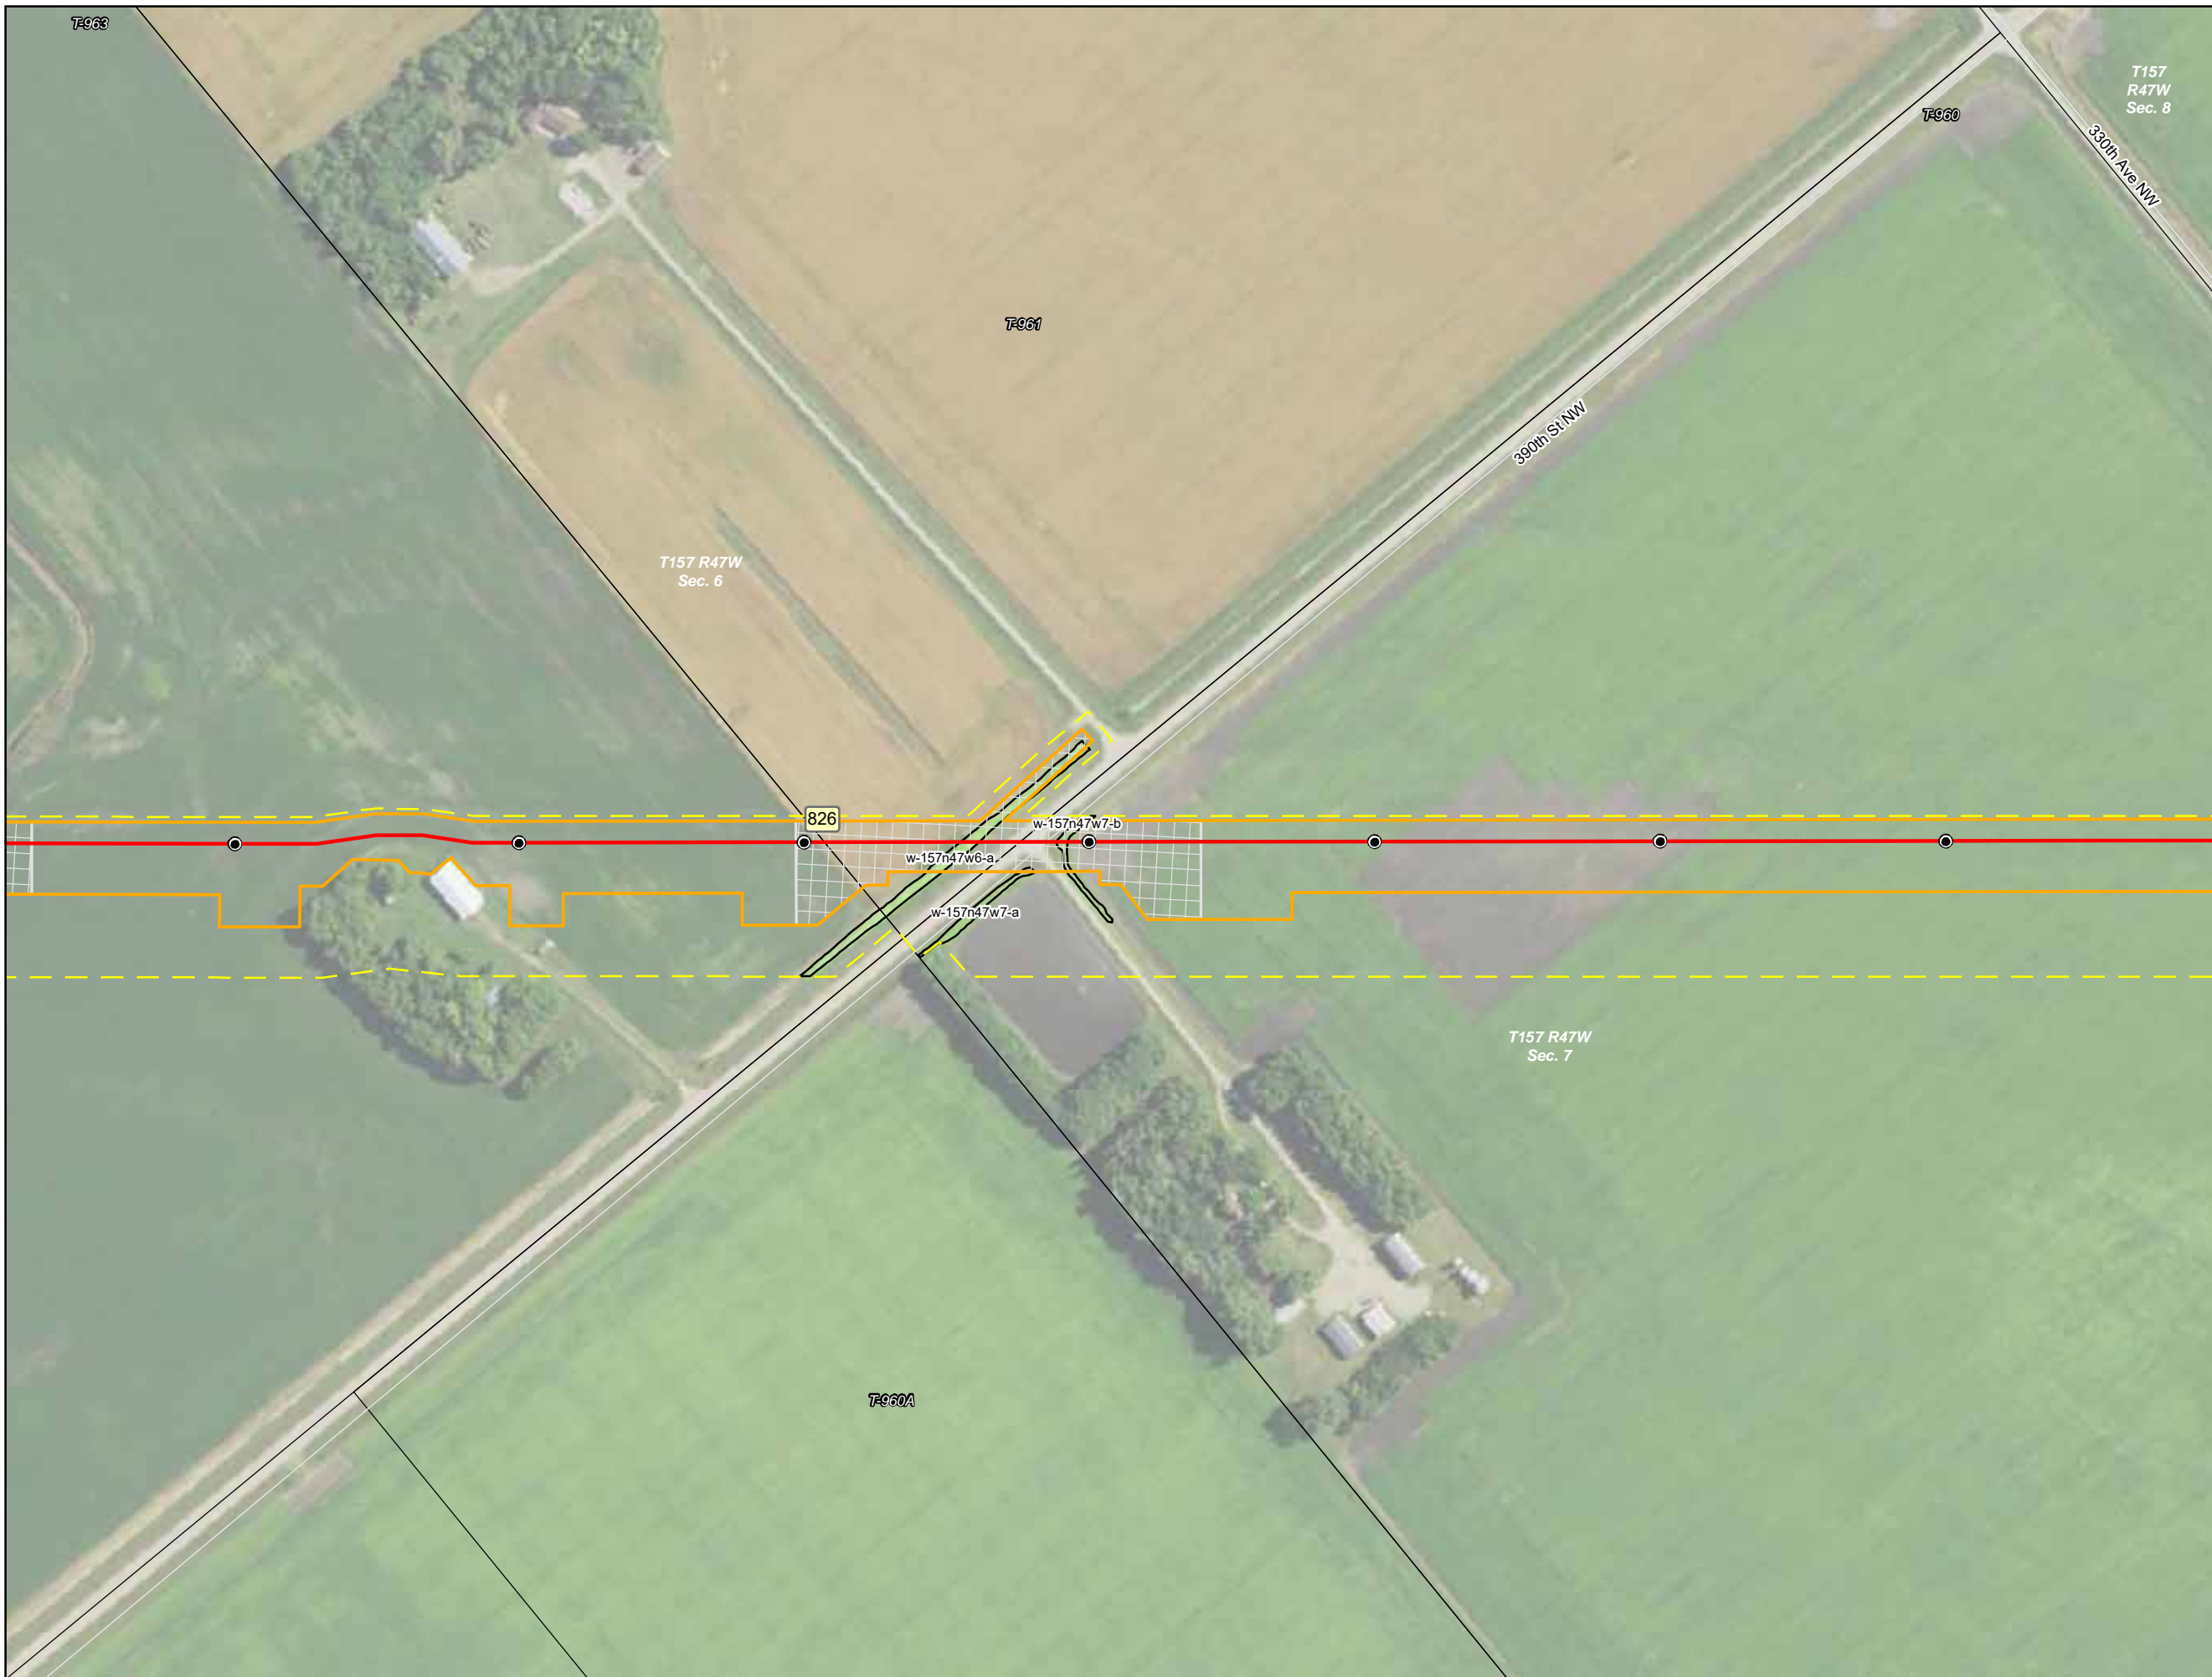 T-963
T157
R47W
Sec. 8
T-960
330th Ave NW
T-961
390th St NW
T157 R47W
Sec. 6
826
w-157n47w7-b
w-157n47w6-a
w-157n47w7-a
T157 R47W
Sec. 7
T-960A